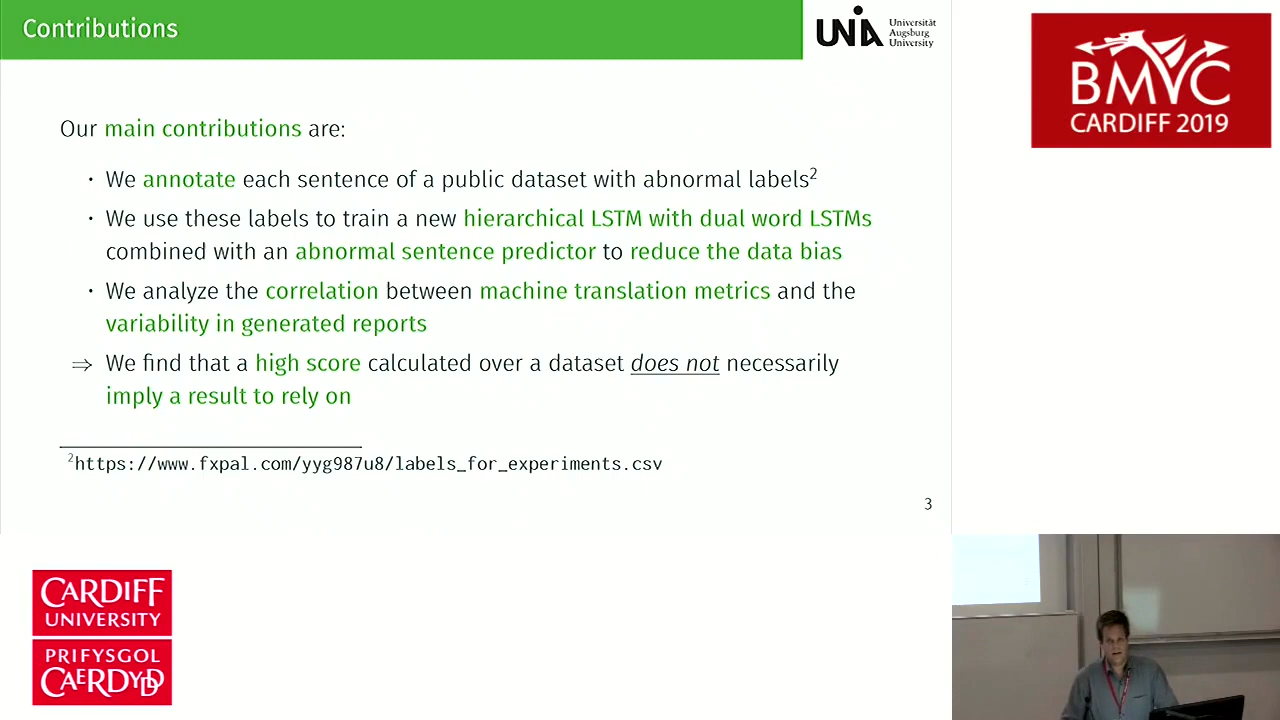 Contributions
UNIA
Universität
Augsburg
University
BMVC
CARDIFF 2019
Our main contributions are:
· We annotate each sentence of a public dataset with abnormal labels²
· We use these labels to train a new hierarchical LSTM with dual word LSTMs
combined with an abnormal sentence predictor to reduce the data bias
· We analyze the correlation between machine translation metrics and the
variability in generated reports
⇒ We find that a high score calculated over a dataset does not necessarily
imply a result to rely on
²https://www.fxpal.com/yyg987u8/labels_for_experiments.csv
3
CARDIFF
UNIVERSITY
PRIFYSGOL
CAERDYDD